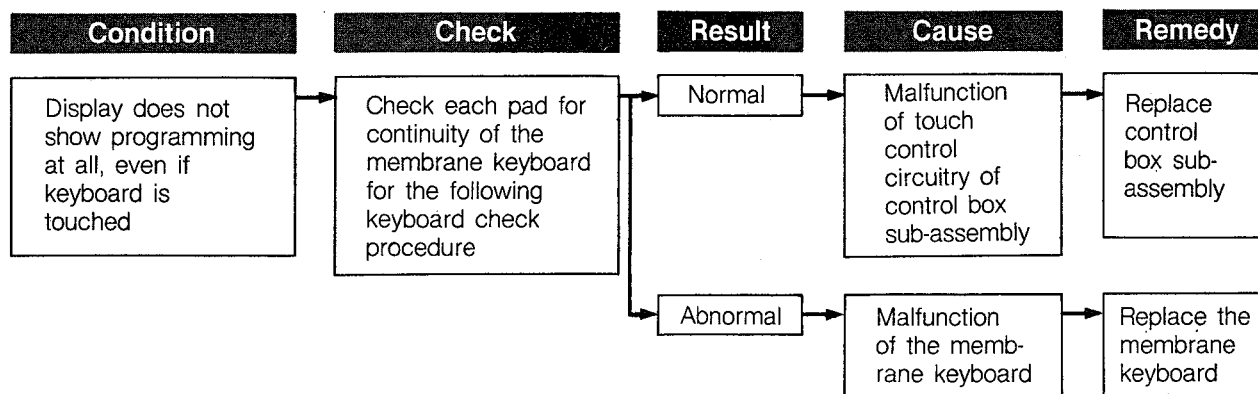 Condition
Check
Result
Cause
Remedy
Display does not
show programming
at all, even if
keyboard is
touched
Check each pad for
continuity of the
membrane keyboard
for the following
keyboard check
procedure
Normal
Malfunction
of touch
control
circuitry of
control box
sub-assembly
Replace
control
box sub-
assembly
Abnormal
Malfunction
of the memb-
rane keyboard
Replace the
membrane
keyboard